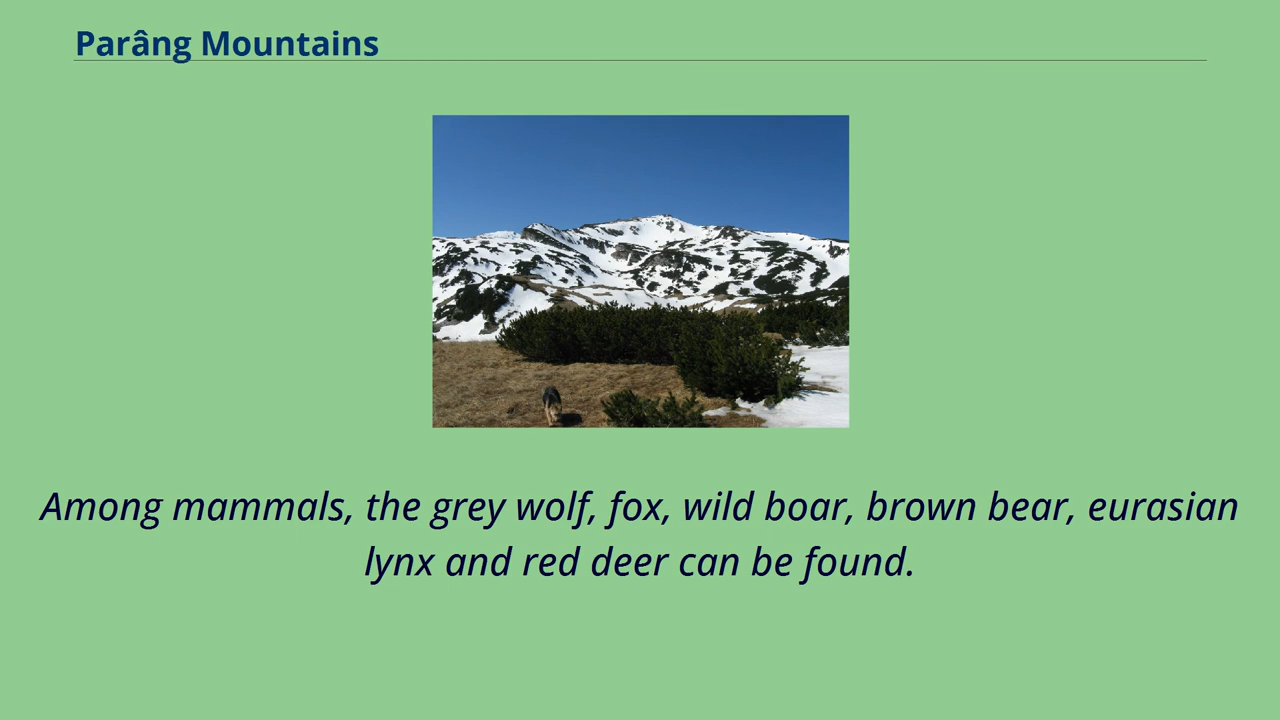 Parâng Mountains
Among mammals, the grey wolf, fox, wild boar, brown bear, eurasian
lynx and red deer can be found.